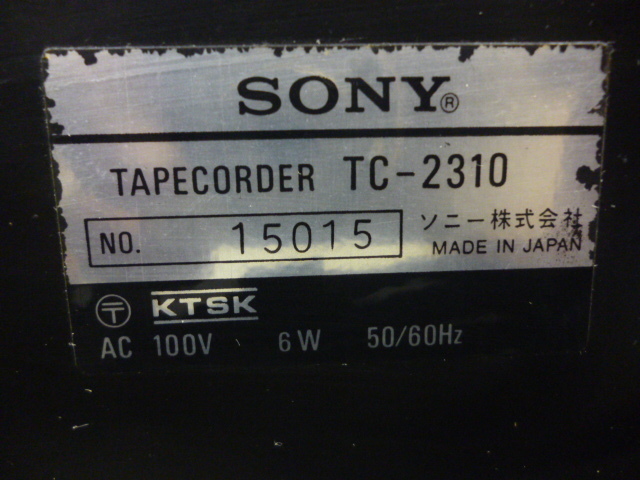 SONY®
TAPECORDER TC-2310
NO. 15015
ソニー株式会社
MADE IN JAPAN
〶 KTSK
AC 100V 6W 50/60Hz